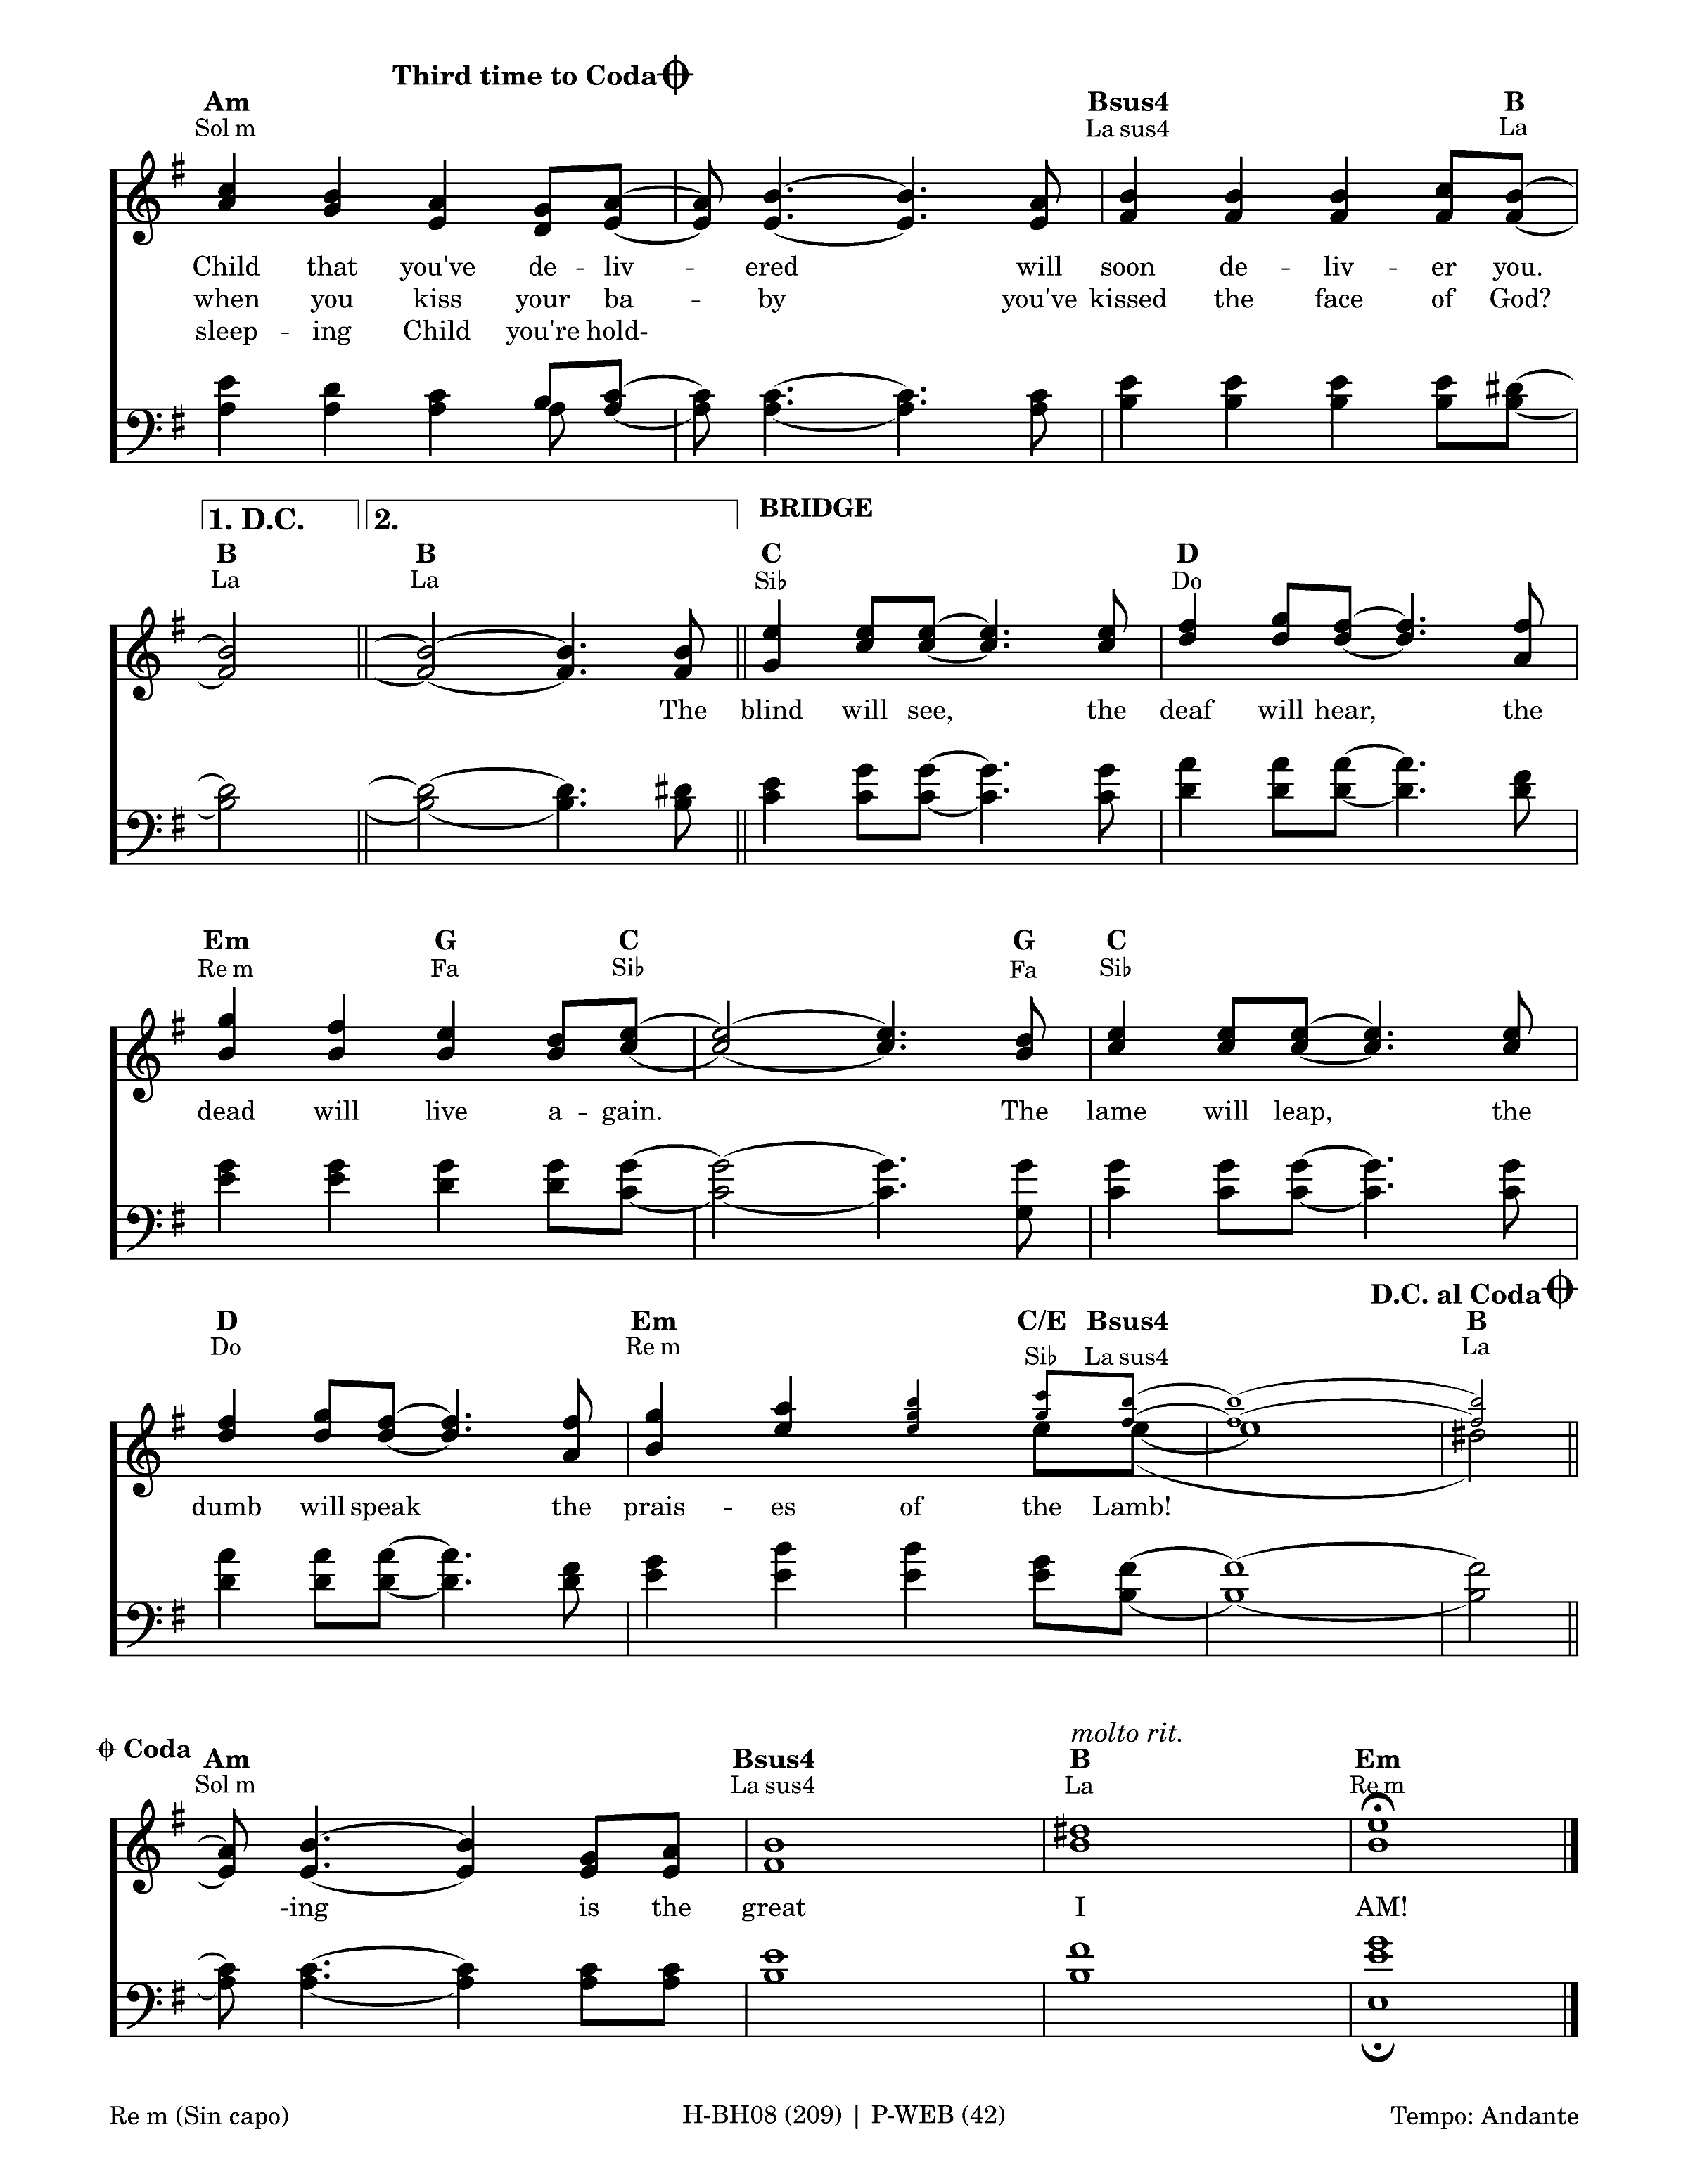 Third time to Coda
Am Bsus4 B
Sol m La sus4 La
Child that you've de - liv - ered will soon de - liv - er you.
when you kiss your ba - by you've kissed the face of God?
sleep - ing Child you're hold-
1. D.C. 2. BRIDGE
B B C D
La La Si♭ Do
The blind will see, the deaf will hear, the
Em G C G C
Re m Fa Si♭ Fa Si♭
dead will live a - gain. The lame will leap, the
D.C. al Coda
D Em C/E Bsus4 B
Do Re m Si♭ La sus4 La
dumb will speak the prais - es of the Lamb!
molto rit.
Coda
Am Bsus4 B Em
Sol m La sus4 La Re m
-ing is the great I AM!
Re m (Sin capo) H-BH08 (209) | P-WEB (42) Tempo: Andante